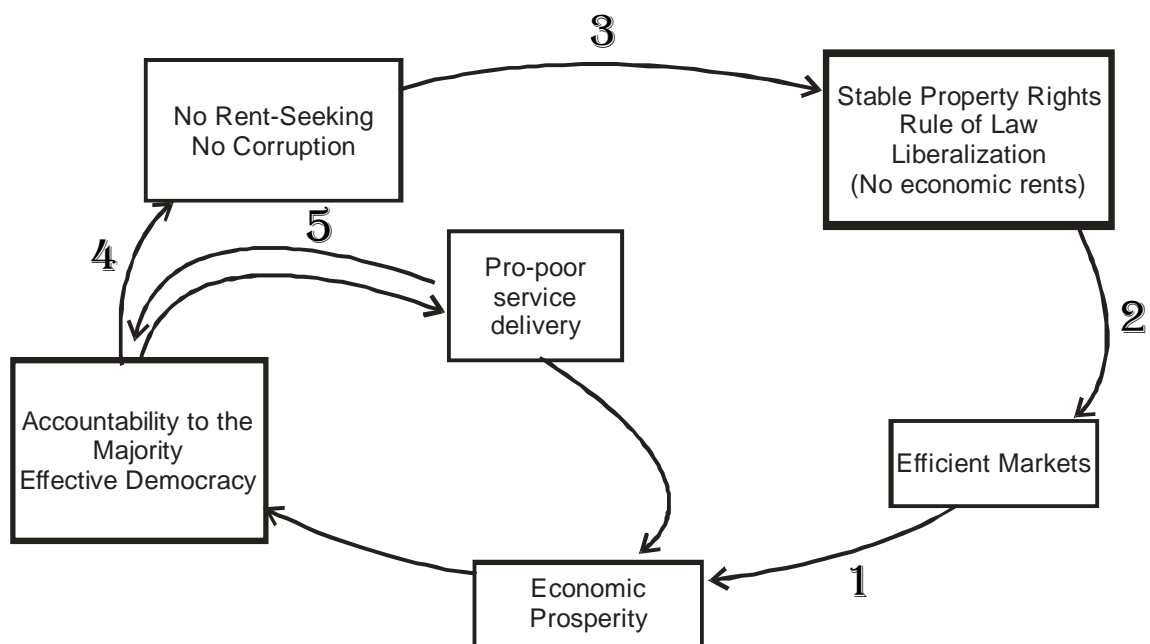 3
No Rent-Seeking
No Corruption
Stable Property Rights
Rule of Law
Liberalization
(No economic rents)
4
5
Pro-poor
service
delivery
2
Accountability to the
Majority
Effective Democracy
Efficient Markets
1
Economic
Prosperity